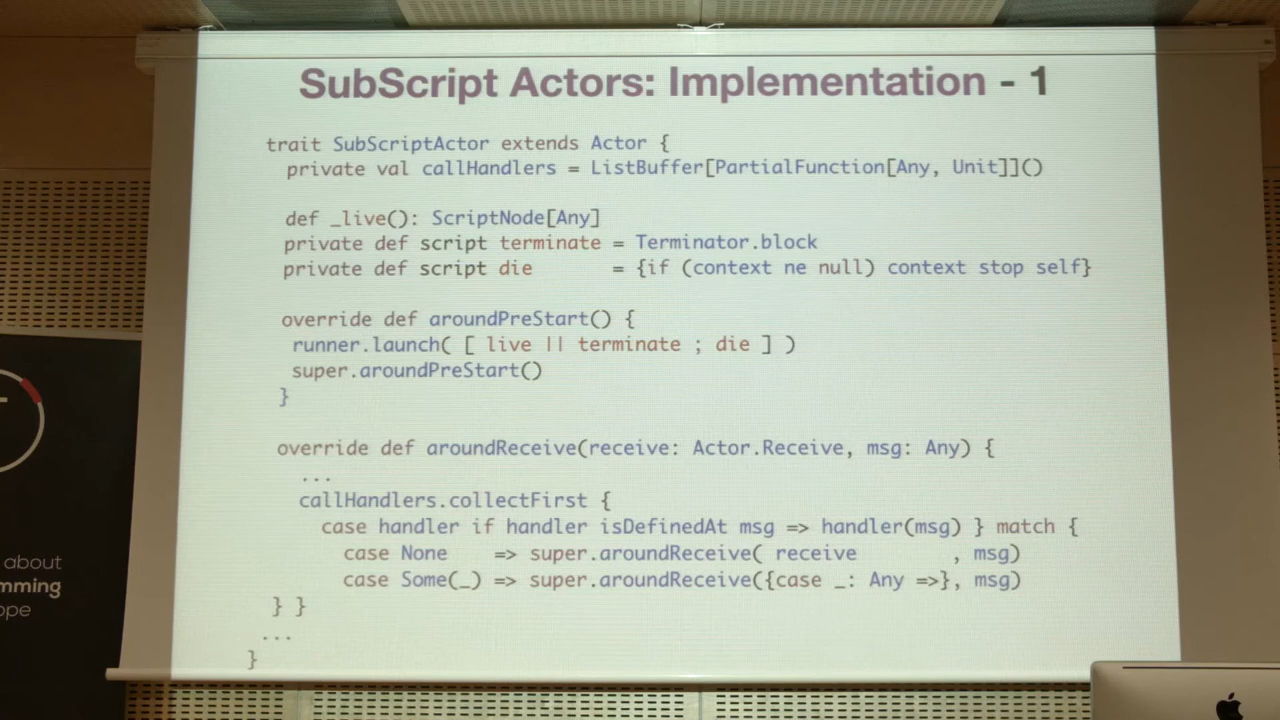 SubScript Actors: Implementation - 1
trait SubScriptActor extends Actor {
private val callHandlers = ListBuffer[PartialFunction[Any, Unit]]()
def _live(): ScriptNode[Any]
private def script terminate = Terminator.block
private def script die = {if (context ne null) context stop self}
override def aroundPreStart() {
runner.launch( [ live || terminate ; die ] )
super.aroundPreStart()
}
override def aroundReceive(receive: Actor.Receive, msg: Any) {
...
callHandlers.collectFirst {
case handler if handler isDefinedAt msg => handler(msg) } match {
case None => super.aroundReceive( receive , msg)
case Some(_) => super.aroundReceive({case _: Any =>}, msg)
} }
...
}
about
mming
ope